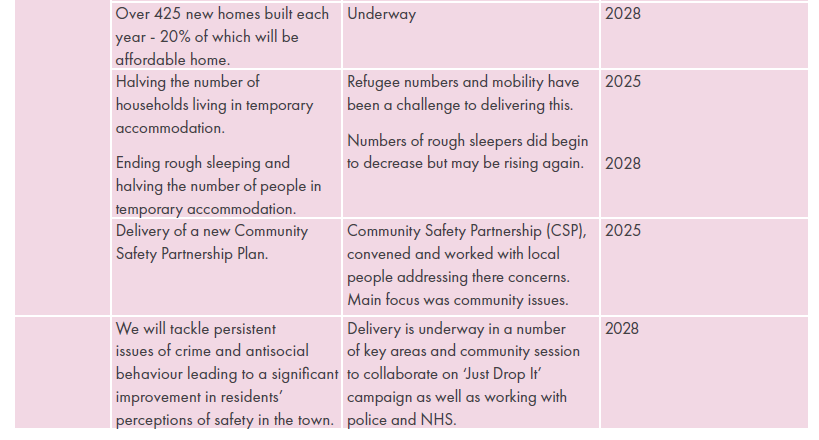 Over 425 new homes built each
year - 20% of which will be
affordable home.
Underway
2028
Halving the number of
households living in temporary
accommodation.
Ending rough sleeping and
halving the number of people in
temporary accommodation.
Refugee numbers and mobility have
been a challenge to delivering this.
Numbers of rough sleepers did begin
to decrease but may be rising again.
2025
2028
Delivery of a new Community
Safety Partnership Plan.
Community Safety Partnership (CSP),
convened and worked with local
people addressing there concerns.
Main focus was community issues.
2025
We will tackle persistent
issues of crime and antisocial
behaviour leading to a significant
improvement in residents’
perceptions of safety in the town.
Delivery is underway in a number
of key areas and community session
to collaborate on ‘Just Drop It’
campaign as well as working with
police and NHS.
2028